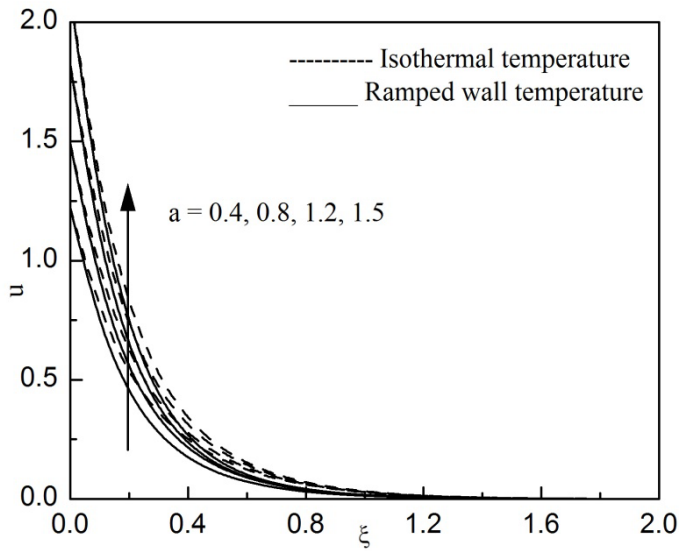 2.0
Isothermal temperature
Ramped wall temperature
1.5
a = 0.4, 0.8, 1.2, 1.5
1.0
u
0.5
0.0
0.0 0.4 0.8 1.2 1.6 2.0
ξ